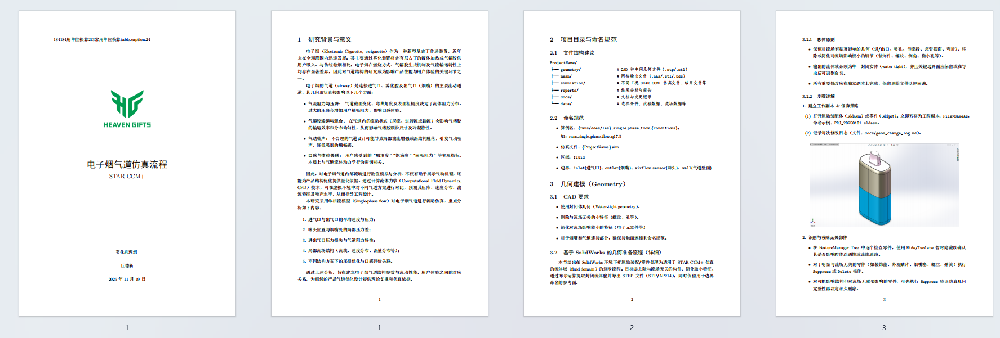 184184用单位换算213常用单位换算table.caption.24
HEAVEN GIFTS
电子烟气道仿真流程
STAR-CCM+
雾化机理组
丘德新
2025 年 11 月 19 日
1
1 研究背景与意义
电子烟（Electronic Cigarette, e-cigarette）作为一种新型尼古丁传送装置，近年
来在全球范围内迅速发展。其主要通过雾化装置将含有尼古丁的液体加热成气溶胶供
用户吸入。与传统卷烟相比，电子烟在燃烧方式、气溶胶生成机制及气流输运特性上
均存在显著差异，因此对气道结构的研究成为影响产品性能与用户体验的关键环节之
一。
电子烟的气道（airway）是连接进气口、雾化腔及出气口（烟嘴）的主要流动通
道，其几何形状直接影响以下几个方面：
• 气流阻力与压降： 气道截面变化、弯曲角度及表面粗糙度决定了流体阻力分布。
过大的压降会增加用户抽吸阻力，影响口感体验。
• 气溶胶输运与混合： 在气道内的流动状态（层流、过渡流或湍流）会影响气溶胶
的输运效率和分布均匀性，从而影响气溶胶颗粒尺寸及冷凝特性。
• 气动噪声： 不合理的气道设计可能导致局部湍流增强或涡结构脱落，引发气动噪
声，降低吸烟的顺畅感。
• 口感与体验关联： 用户感受到的“顺滑度”“饱满度”“回吸阻力”等主观指标，
本质上与气道流体动力学行为密切相关。
因此，对电子烟气道内部流场进行数值模拟与分析，不仅有助于揭示气动机理，还
能为产品结构优化提供量化依据。通过计算流体力学（Computational Fluid Dynamics,
CFD）技术，可在虚拟环境中对不同气道方案进行对比，预测其压降、速度分布、湍
流特征及噪声水平，从而指导工程设计。
本研究采用单相流模型（Single-phase flow）对电子烟气道进行流动仿真，重点分
析如下内容：
1. 进气口与出气口的平均速度与压力；
2. 咪头位置与烟嘴处的局部压力差；
3. 进出气口压力损失与气道阻力特性；
4. 局部流场结构（流线、速度分布、涡量分布等）；
5. 不同结构方案下的压损优化与口感评价关联。
通过上述分析，旨在建立电子烟气道结构参数与流动性能、用户体验之间的对应
关系，为后续的产品气道优化设计提供理论支撑和仿真依据。
1
1
2 项目目录与命名规范
2.1 文件结构建议
ProjectName/
├── geometry/ # CAD 和中间几何文件（.stp/.stl）
├── mesh/ # 网格输出文件（.nas/.stl/.bds）
├── simulation/ # 不同工况 STAR-CCM+ 仿真文件、结果文件等
├── reports/ # 结果分析与报告
├── docs/ # 文档与变更记录
└── data/ # 边界条件、试验数据、流场数据等
2.2 命名规范
• 算例名：{rans/ddes/les}_single_phase_flow_{conditions}，
如：rans_single_phase_flow_q17.5
• 仿真文件：{ProjectName}.sim
• 区域：fluid
• 边界：inlet(进气口)、outlet(烟嘴)、airflow_sensor(咪头)、wall(气道壁面)
3 几何建模（Geometry）
3.1 CAD 要求
• 使用封闭体几何（Water-tight geometry）。
• 删除与流场无关的小特征（螺纹、孔等）。
• 简化对流场影响较小的特征（电子元器件等）
• 对于烟嘴和气道连接部分，确保接触面连续且命名规范。
3.2 基于 SolidWorks 的几何准备流程（详细）
本节给出在 SolidWorks 环境下把原始装配/零件处理为适用于 STAR-CCM+ 仿真
的流体域（fluid domain）的逐步流程。目标是去除与流场无关的构件、简化微小特征、
通过布尔运算提取封闭流体腔并导出 STEP 文件（STP/AP214），同时保留用于边界
命名的参考面。
2
2
3.2.1 总体原则
• 保留对流场有显著影响的几何（进/出口、喷孔、节流段、急变截面、弯折）；移
除或简化对流场影响极小的细节（装饰件、螺纹、倒角、微小孔等）。
• 输出的流体域必须为单一封闭实体（water-tight），并且关键边界面应保留或在导
出后可识别命名。
• 所有重要修改应在独立副本上完成，保留原始文件以便回溯。
3.2.2 步骤详解
1. 建立工作副本 & 保存策略
(1) 打开原始装配体（.sldasm）或零件（.sldprt）。立即另存为工程副本：File>SaveAs，
命名示例：PRJ_20250101.sldasm。
(2) 记录每次修改日志（文件：docs/geom_change_log.md）。
2. 识别与移除无关部件
• 在 FeatureManager Tree 中逐个检查零件，使用 Hide/Isolate 暂时隐藏以确认
其是否影响腔体连通性或流线通路。
• 对于明显与流场无关的零件（如装饰盖、外观贴片、烟嘴塞、螺丝、弹簧）执行
Suppress 或 Delete 操作。
• 对可能影响结构但对流场无重要影响的零件，可先执行 Suppress 验证仿真几何
完整性再决定永久删除。
3
3